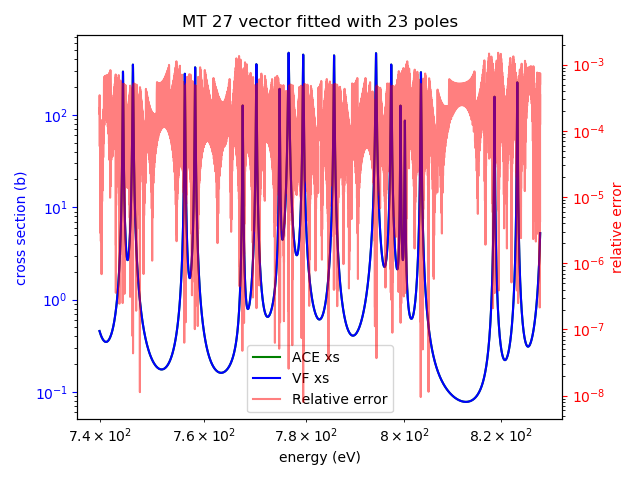 MT 27 vector fitted with 23 poles
10²
10¹
10⁰
10⁻¹
cross section (b)
10⁻³
10⁻⁴
10⁻⁵
10⁻⁶
10⁻⁷
10⁻⁸
relative error
ACE xs
VF xs
Relative error
7.4 × 10² 7.6 × 10² 7.8 × 10² 8 × 10² 8.2 × 10²
energy (eV)